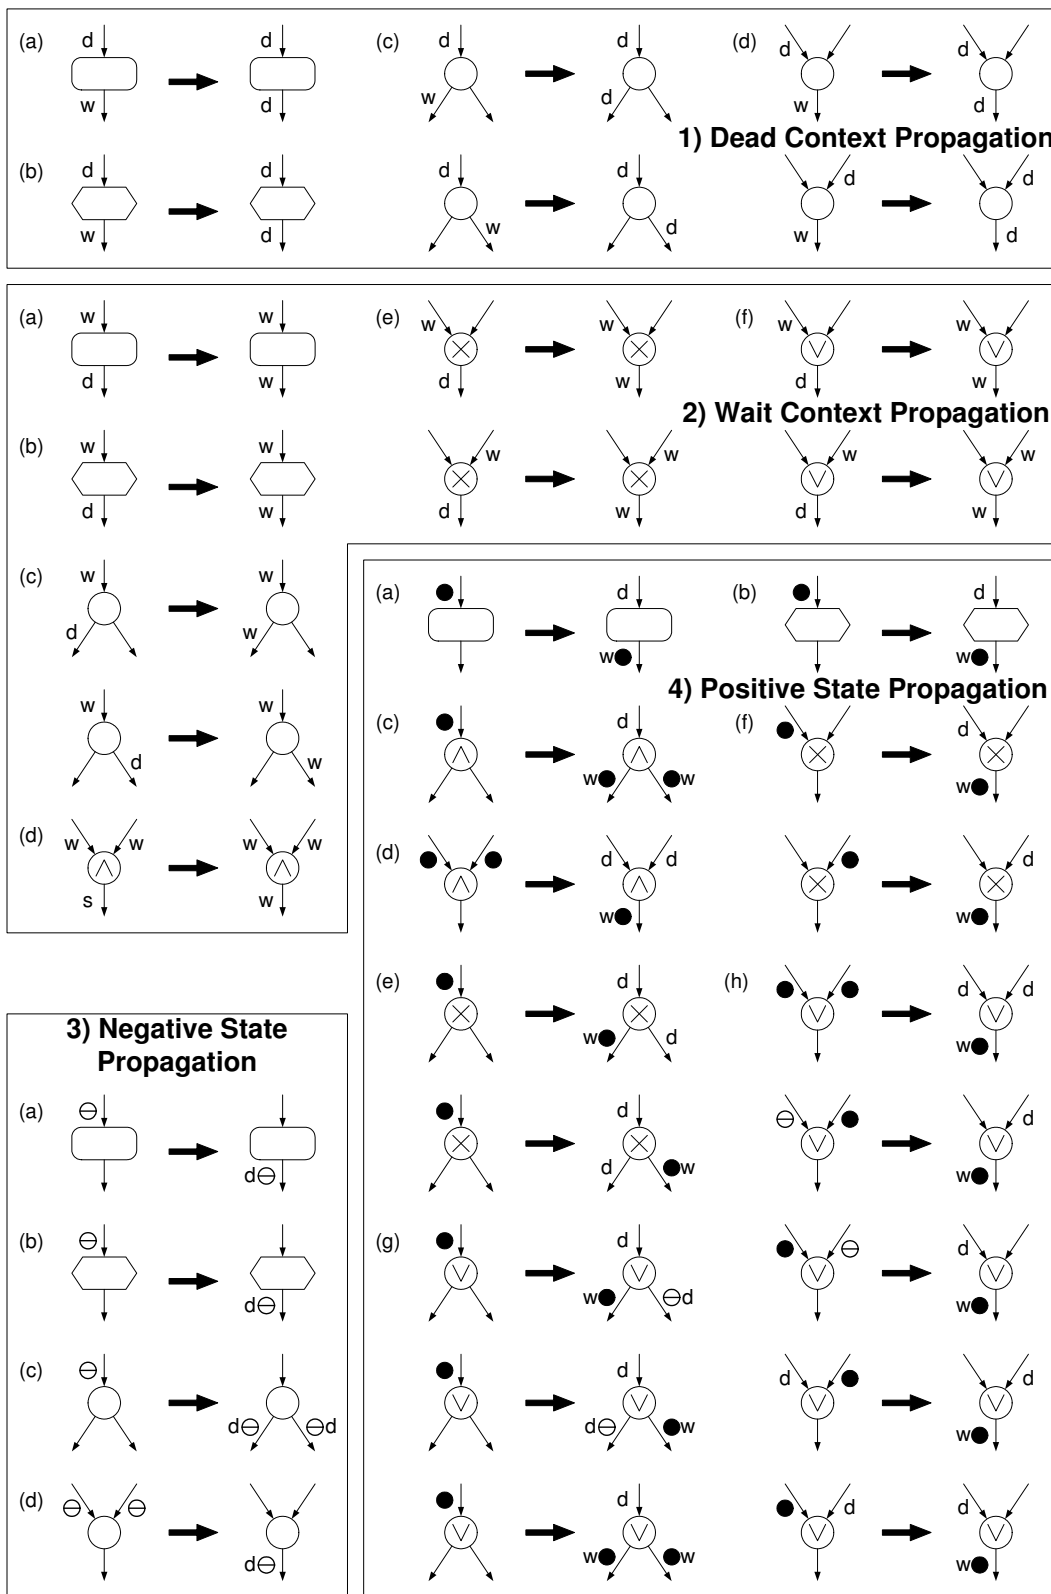 (a) d d (c) d d (d) d d
w d w d w d
1) Dead Context Propagation
(b) d d d d d d
w d w d w d
(a) w w (e) w w (f) w w
d w d w d w
2) Wait Context Propagation
(b) w w w w w w
d w d w d w
(c) w w
d w
w w
d w
(d) w w w w
s w
(a) d (b) d
w w
4) Positive State Propagation
(c) d (f) d
w w w
(d) d d d
w w
(e) d (h) d d
w d w
d d
d w w
(g) d d
w d w
d d d
d w w
d d d
w w w
3) Negative State
Propagation
(a)
d
(b)
d
(c)
d d
(d)
d